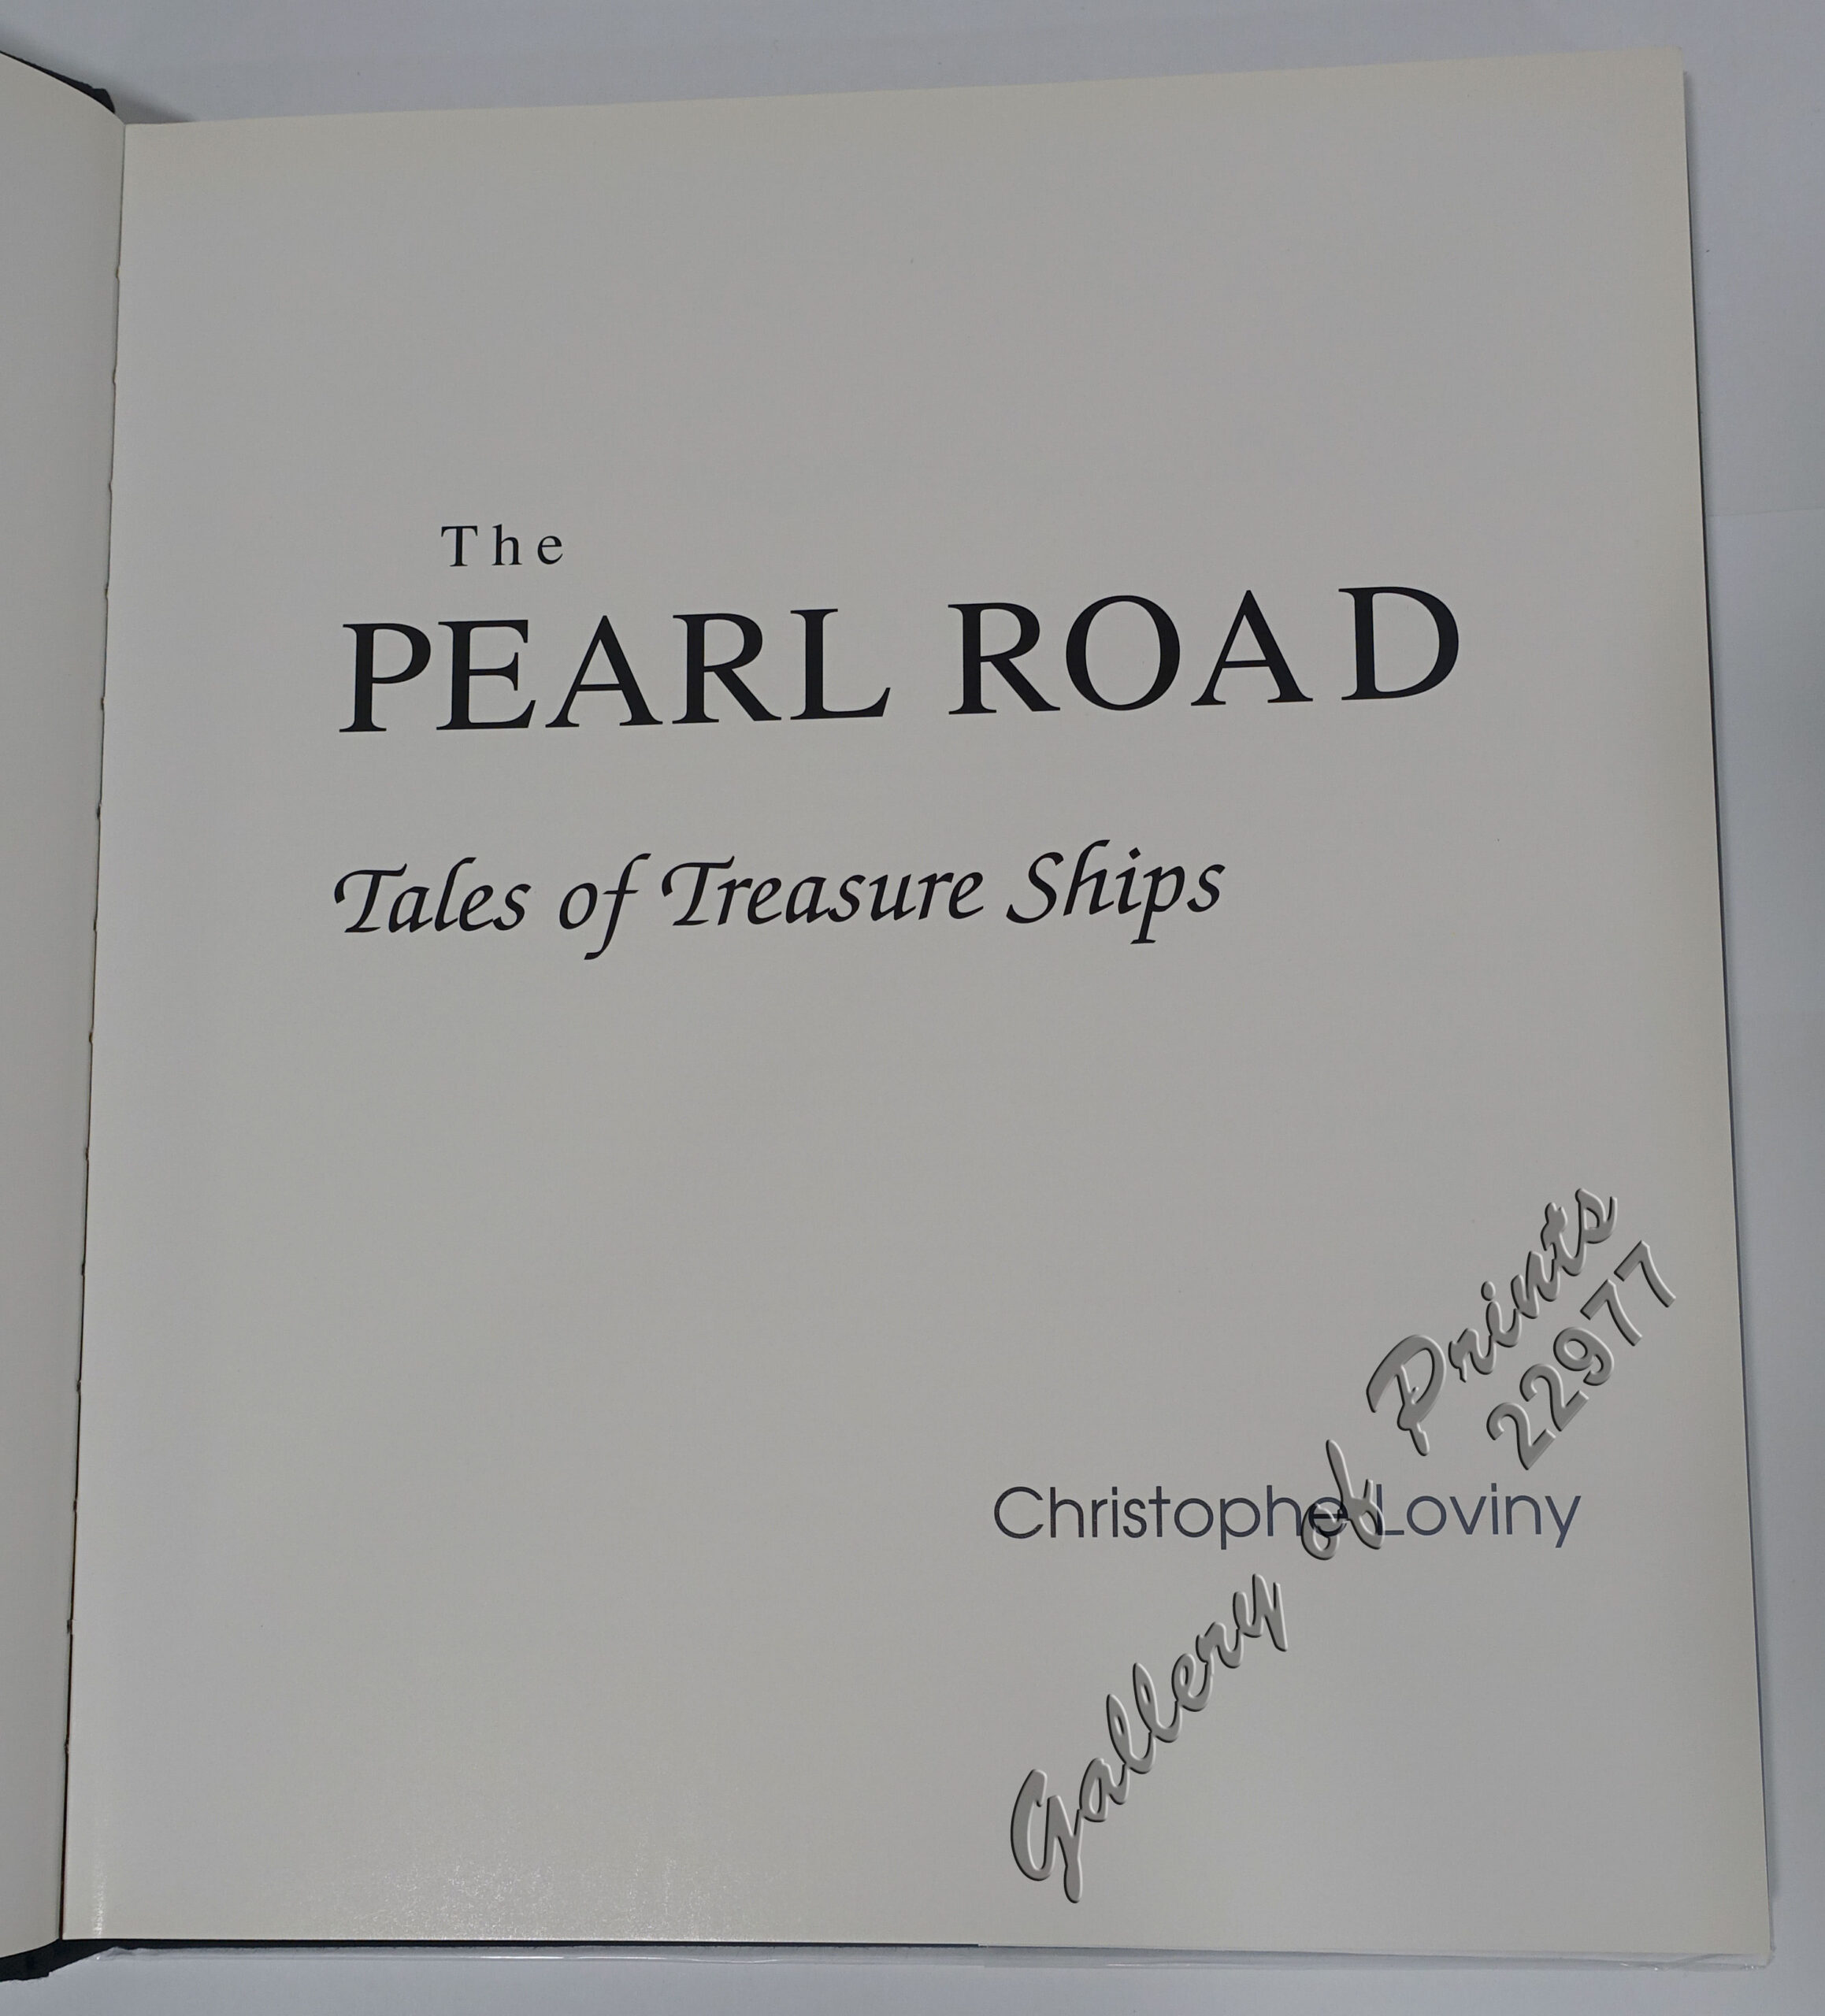 The
PEARL ROAD
Tales of Treasure Ships
Christophe Loviny
Gallery of Prints
22977